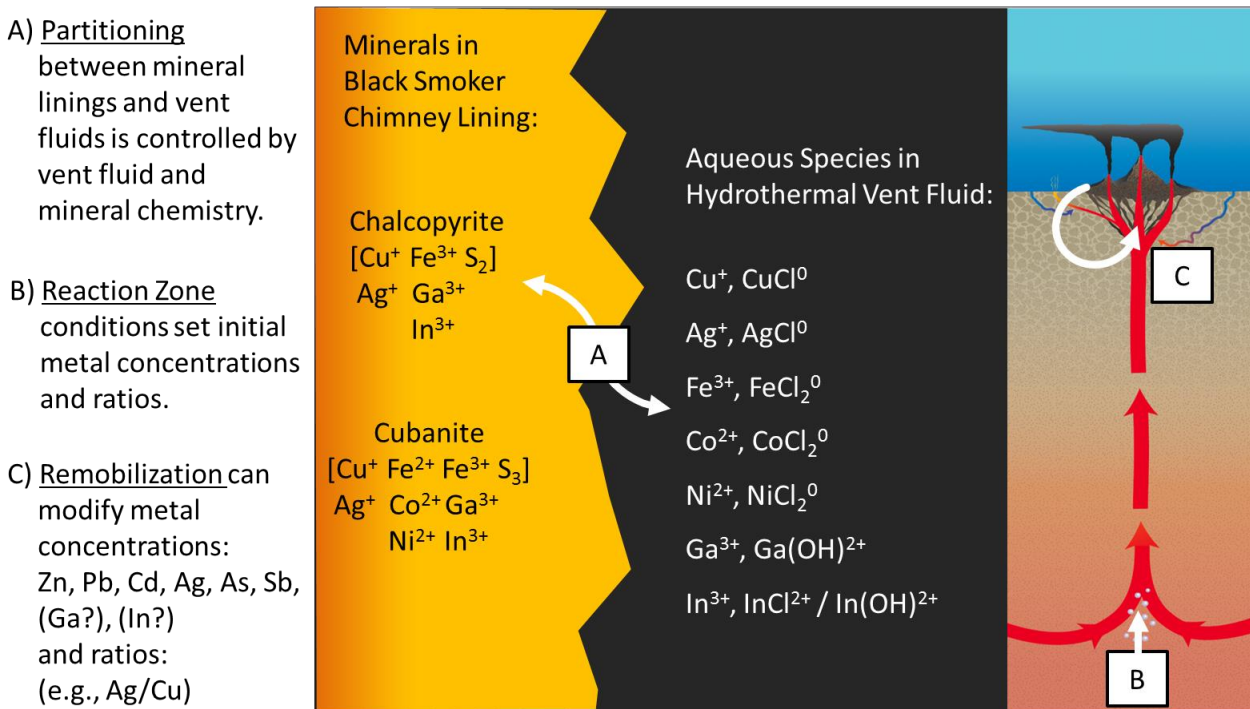 A) Partitioning
between mineral
linings and vent
fluids is controlled by
vent fluid and
mineral chemistry.
B) Reaction Zone
conditions set initial
metal concentrations
and ratios.
C) Remobilization can
modify metal
concentrations:
Zn, Pb, Cd, Ag, As, Sb,
(Ga?), (In?)
and ratios:
(e.g., Ag/Cu)
Minerals in
Black Smoker
Chimney Lining:
Chalcopyrite
[Cu⁺ Fe³⁺ S₂]
Ag⁺ Ga³⁺
In³⁺
Cubanite
[Cu⁺ Fe²⁺ Fe³⁺ S₃]
Ag⁺ Co²⁺ Ga³⁺
Ni²⁺ In³⁺
A
Aqueous Species in
Hydrothermal Vent Fluid:
Cu⁺, CuCl⁰
Ag⁺, AgCl⁰
Fe³⁺, FeCl₂⁰
Co²⁺, CoCl₂⁰
Ni²⁺, NiCl₂⁰
Ga³⁺, Ga(OH)²⁺
In³⁺, InCl²⁺ / In(OH)²⁺
C
B